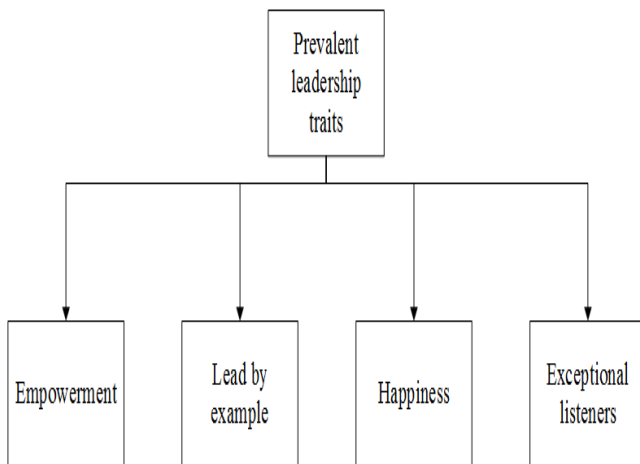 Prevalent
leadership
traits
Empowerment
Lead by
example
Happiness
Exceptional
listeners